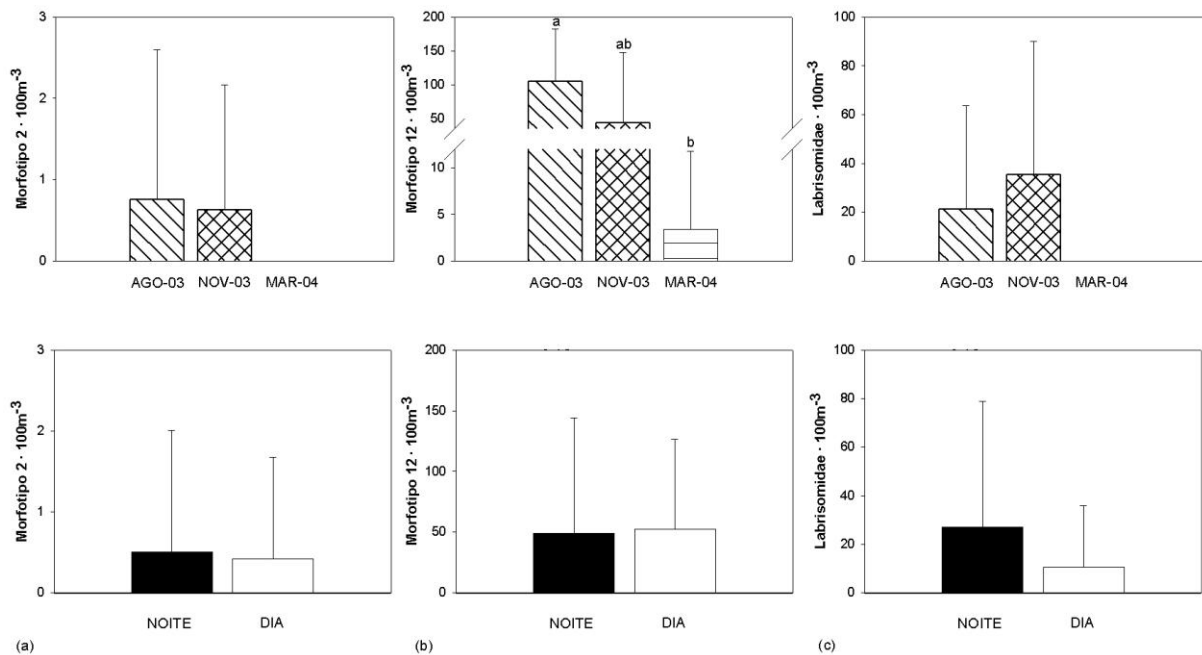 Morfotipo 2 · 100m⁻³
3
2
1
0
AGO-03 NOV-03 MAR-04
Morfotipo 12 · 100m⁻³
200
150
100
50
10
5
0
a
ab
b
AGO-03 NOV-03 MAR-04
Labrisomidae · 100m⁻³
100
80
60
40
20
0
AGO-03 NOV-03 MAR-04
Morfotipo 2 · 100m⁻³
3
2
1
0
NOITE DIA
(a)
Morfotipo 12 · 100m⁻³
200
150
100
50
0
NOITE DIA
(b)
Labrisomidae · 100m⁻³
100
80
60
40
20
0
NOITE DIA
(c)